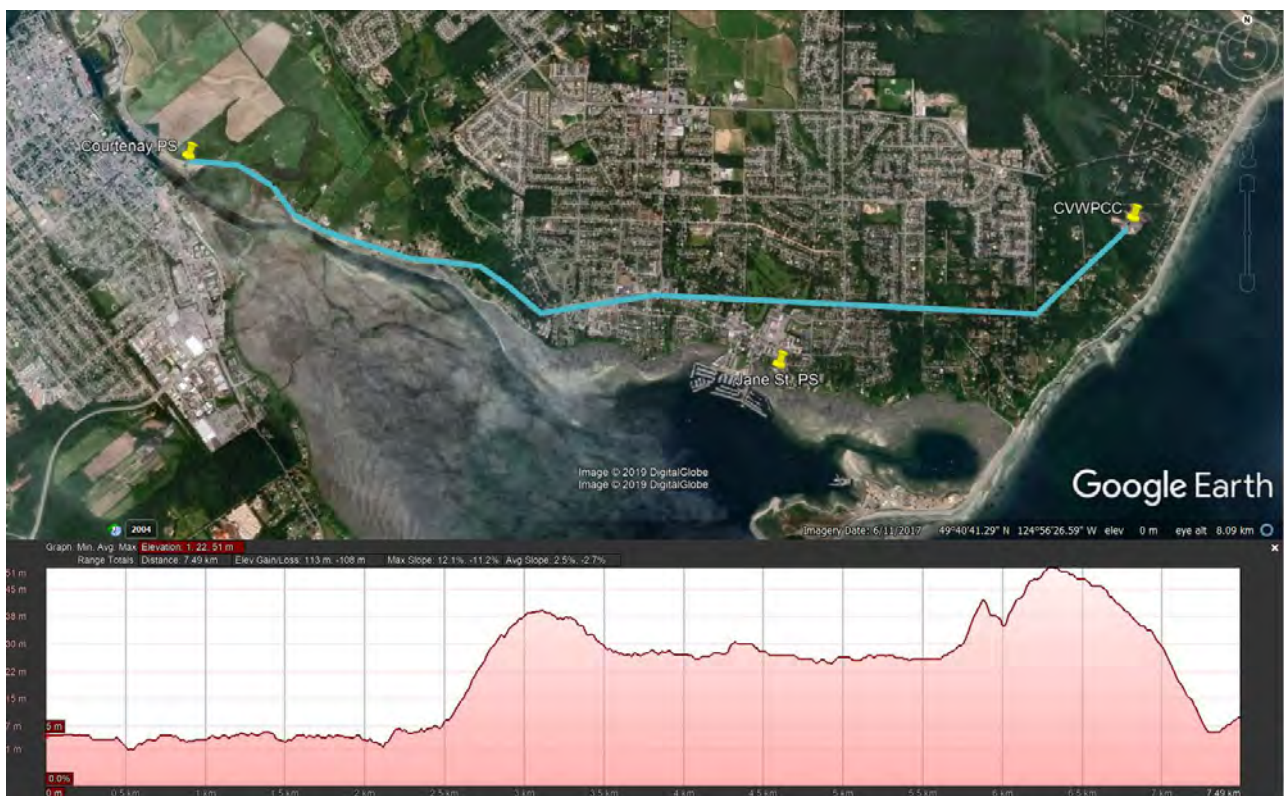 N
Courtenay PS
CVWPCC
Jane St. PS
Image © 2019 DigitalGlobe
Image © 2019 DigitalGlobe
Google Earth
2004
Imagery Date: 6/11/2017 49°40'41.29" N 124°56'26.59" W elev 0 m eye alt 8.09 km
Graph: Min, Avg, Max Elevation: 1, 22, 51 m
Range Totals: Distance: 7.49 km Elev Gain/Loss: 113 m, -108 m Max Slope: 12.1%, -11.2% Avg Slope: 2.5%, -2.7%
51 m
45 m
38 m
30 m
22 m
15 m
7 m
5 m
1 m
0.0%
0 m 0.5 km 1 km 1.5 km 2 km 2.5 km 3 km 3.5 km 4 km 4.5 km 5 km 5.5 km 6 km 6.5 km 7 km 7.49 km